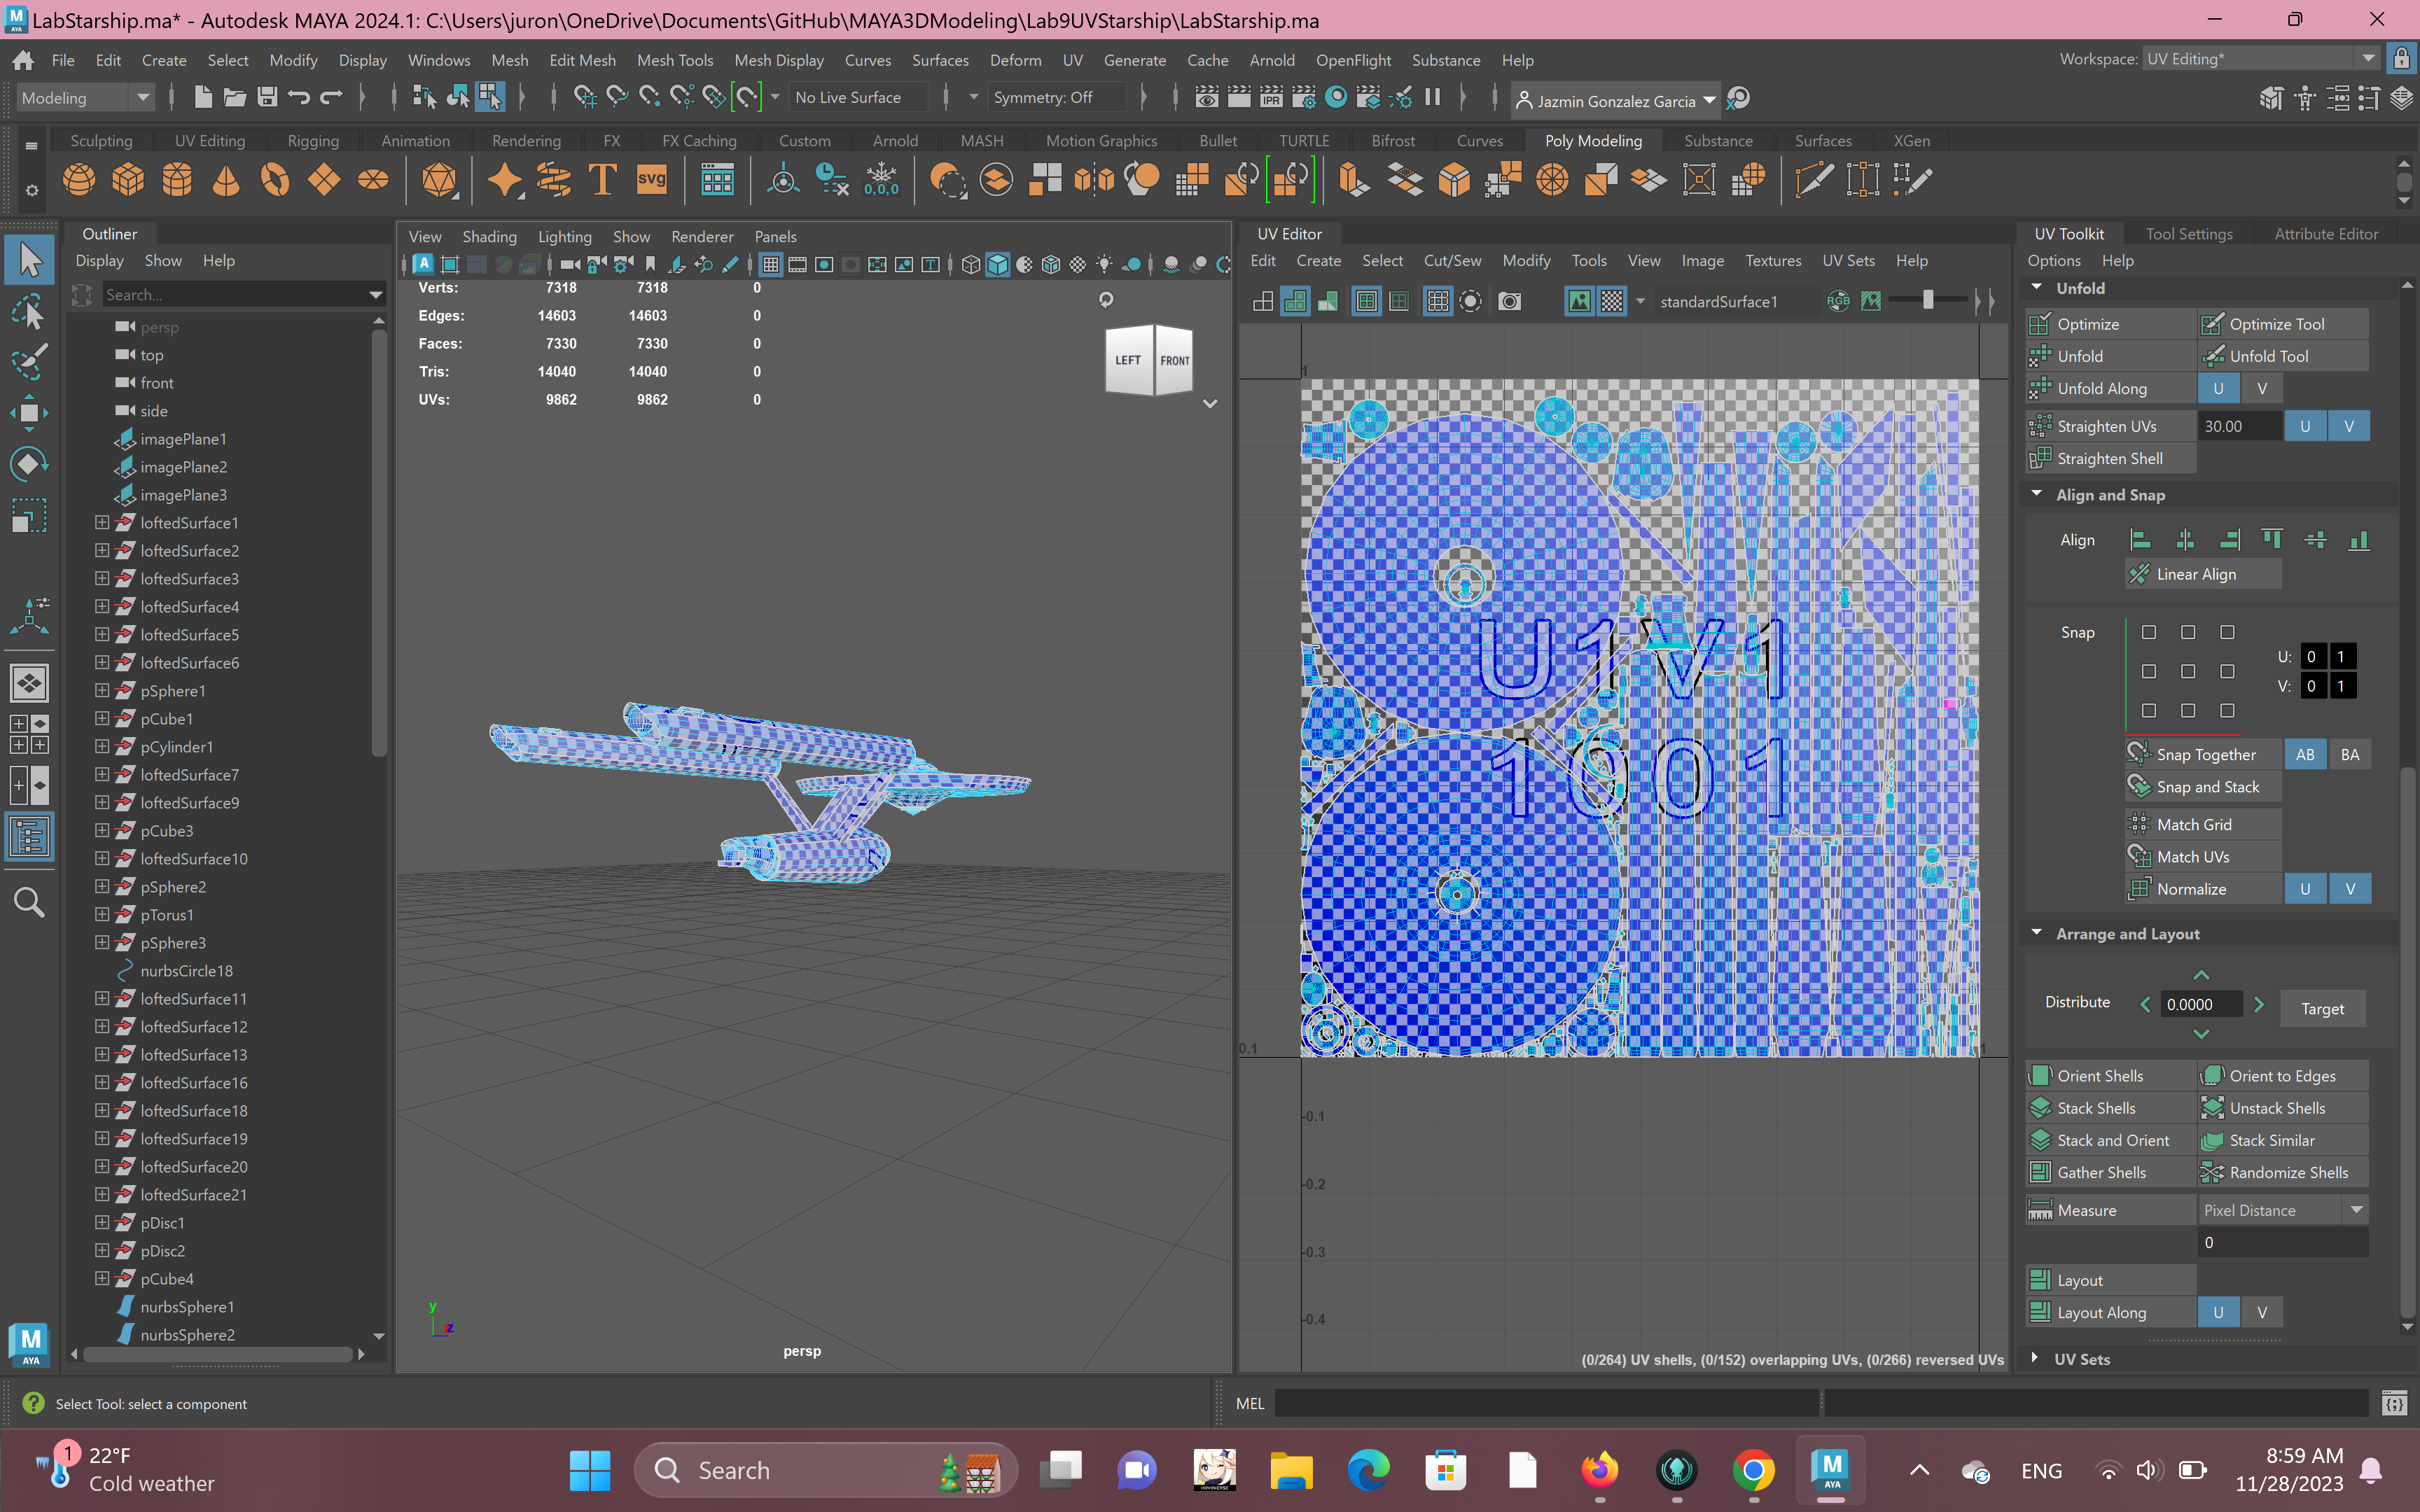 LabStarship.ma* - Autodesk MAYA 2024.1: C:\Users\juron\OneDrive\Documents\GitHub\MAYA3DModeling\Lab9UVStarship\LabStarship.ma
File Edit Create Select Modify Display Windows Mesh Edit Mesh Mesh Tools Mesh Display Curves Surfaces Deform UV Generate Cache Arnold OpenFlight Substance Help
Workspace: UV Editing*
Modeling
No Live Surface
Symmetry: Off
IPR
Jazmin Gonzalez Garcia
Sculpting UV Editing Rigging Animation Rendering FX FX Caching Custom Arnold MASH Motion Graphics Bullet TURTLE Bifrost Curves Poly Modeling Substance Surfaces XGen
T svg 0,0,0
Outliner
Display Show Help
Search...
persp
top
front
side
imagePlane1
imagePlane2
imagePlane3
loftedSurface1
loftedSurface2
loftedSurface3
loftedSurface4
loftedSurface5
loftedSurface6
pSphere1
pCube1
pCylinder1
loftedSurface7
loftedSurface9
pCube3
loftedSurface10
pSphere2
pTorus1
pSphere3
nurbsCircle18
loftedSurface11
loftedSurface12
loftedSurface13
loftedSurface16
loftedSurface18
loftedSurface19
loftedSurface20
loftedSurface21
pDisc1
pDisc2
pCube4
nurbsSphere1
nurbsSphere2
View Shading Lighting Show Renderer Panels
Verts: 7318 7318 0
Edges: 14603 14603 0
Faces: 7330 7330 0
Tris: 14040 14040 0
UVs: 9862 9862 0
LEFT FRONT
y
z
persp
UV Editor
Edit Create Select Cut/Sew Modify Tools View Image Textures UV Sets Help
standardSurface1
RGB
1
U1V1
1001
0.1
1
-0.1
-0.2
-0.3
-0.4
(0/264) UV shells, (0/152) overlapping UVs, (0/266) reversed UVs
UV Toolkit Tool Settings Attribute Editor
Options Help
Unfold
Optimize Optimize Tool
Unfold Unfold Tool
Unfold Along U V
Straighten UVs 30.00 U V
Straighten Shell
Align and Snap
Align
Linear Align
Snap
U: 0 1
V: 0 1
Snap Together AB BA
Snap and Stack
Match Grid
Match UVs
Normalize U V
Arrange and Layout
Distribute 0.0000 Target
Orient Shells Orient to Edges
Stack Shells Unstack Shells
Stack and Orient Stack Similar
Gather Shells Randomize Shells
Measure Pixel Distance
0
Layout
Layout Along U V
UV Sets
M
AYA
Select Tool: select a component
MEL
1
22°F
Cold weather
Search
M
AYA
ENG
8:59 AM
11/28/2023